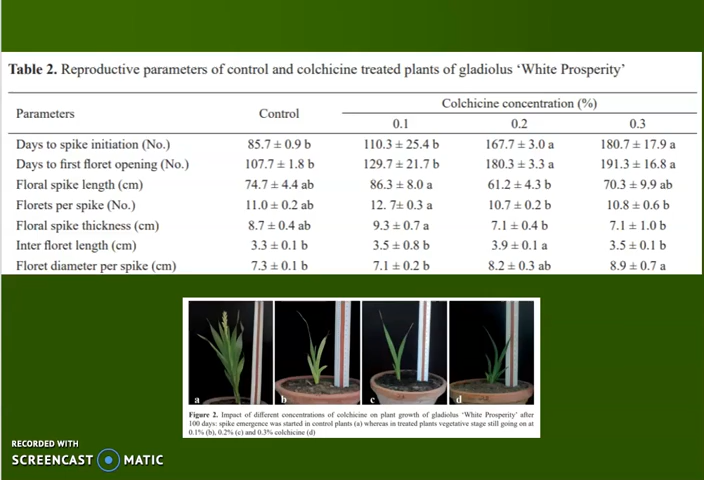 Table 2. Reproductive parameters of control and colchicine treated plants of gladiolus ‘White Prosperity’
Parameters Control Colchicine concentration (%)
0.1 0.2 0.3
Days to spike initiation (No.) 85.7 ± 0.9 b 110.3 ± 25.4 b 167.7 ± 3.0 a 180.7 ± 17.9 a
Days to first floret opening (No.) 107.7 ± 1.8 b 129.7 ± 21.7 b 180.3 ± 3.3 a 191.3 ± 16.8 a
Floral spike length (cm) 74.7 ± 4.4 ab 86.3 ± 8.0 a 61.2 ± 4.3 b 70.3 ± 9.9 ab
Florets per spike (No.) 11.0 ± 0.2 ab 12. 7± 0.3 a 10.7 ± 0.2 b 10.8 ± 0.6 b
Floral spike thickness (cm) 8.7 ± 0.4 ab 9.3 ± 0.7 a 7.1 ± 0.4 b 7.1 ± 1.0 b
Inter floret length (cm) 3.3 ± 0.1 b 3.5 ± 0.8 b 3.9 ± 0.1 a 3.5 ± 0.1 b
Floret diameter per spike (cm) 7.3 ± 0.1 b 7.1 ± 0.2 b 8.2 ± 0.3 ab 8.9 ± 0.7 a
a b c d
Figure 2. Impact of different concentrations of colchicine on plant growth of gladiolus ‘White Prosperity’ after
100 days: spike emergence was started in control plants (a) whereas in treated plants vegetative stage still going on at
0.1% (b), 0.2% (c) and 0.3% colchicine (d)
RECORDED WITH
SCREENCAST MATIC